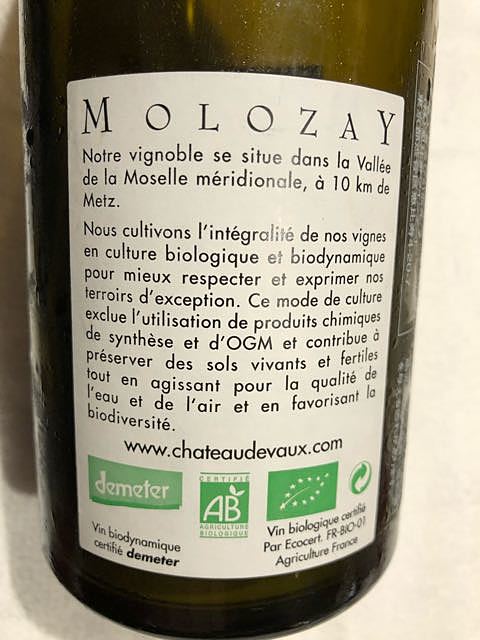 MOLOZAY
Notre vignoble se situe dans la Vallée
de la Moselle méridionale, à 10 km de
Metz.
Nous cultivons l'intégralité de nos vignes
en culture biologique et biodynamique
pour mieux respecter et exprimer nos
terroirs d'exception. Ce mode de culture
exclue l'utilisation de produits chimiques
de synthèse et d'OGM et contribue à
préserver des sols vivants et fertiles
tout en agissant pour la qualité de
l'eau et de l'air et en favorisant la
biodiversité.
www.chateaudevaux.com
demeter
Vin biodynamique
certifié demeter
CERTIFIÉ
AB
AGRICULTURE
BIOLOGIQUE
Vin biologique certifié
Par Ecocert. FR-BIO-01
Agriculture France